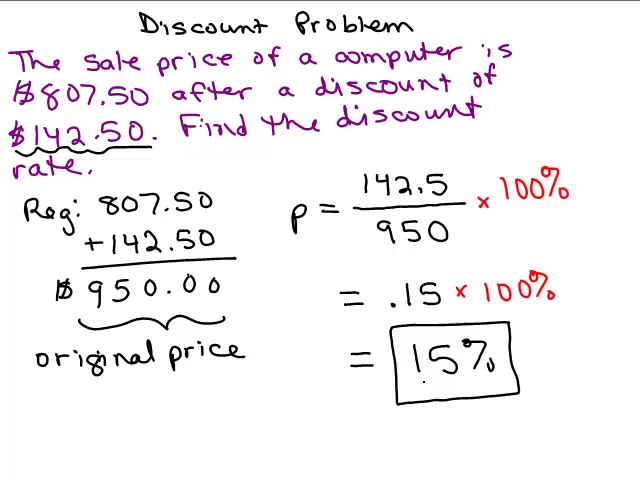 Discount Problem
The sale price of a computer is
$807.50 after a discount of
$142.50. Find the discount
rate.
Reg: 807.50
+142.50
$950.00
original price
p = 142.5 / 950 × 100%
= .15 × 100%
= 15%